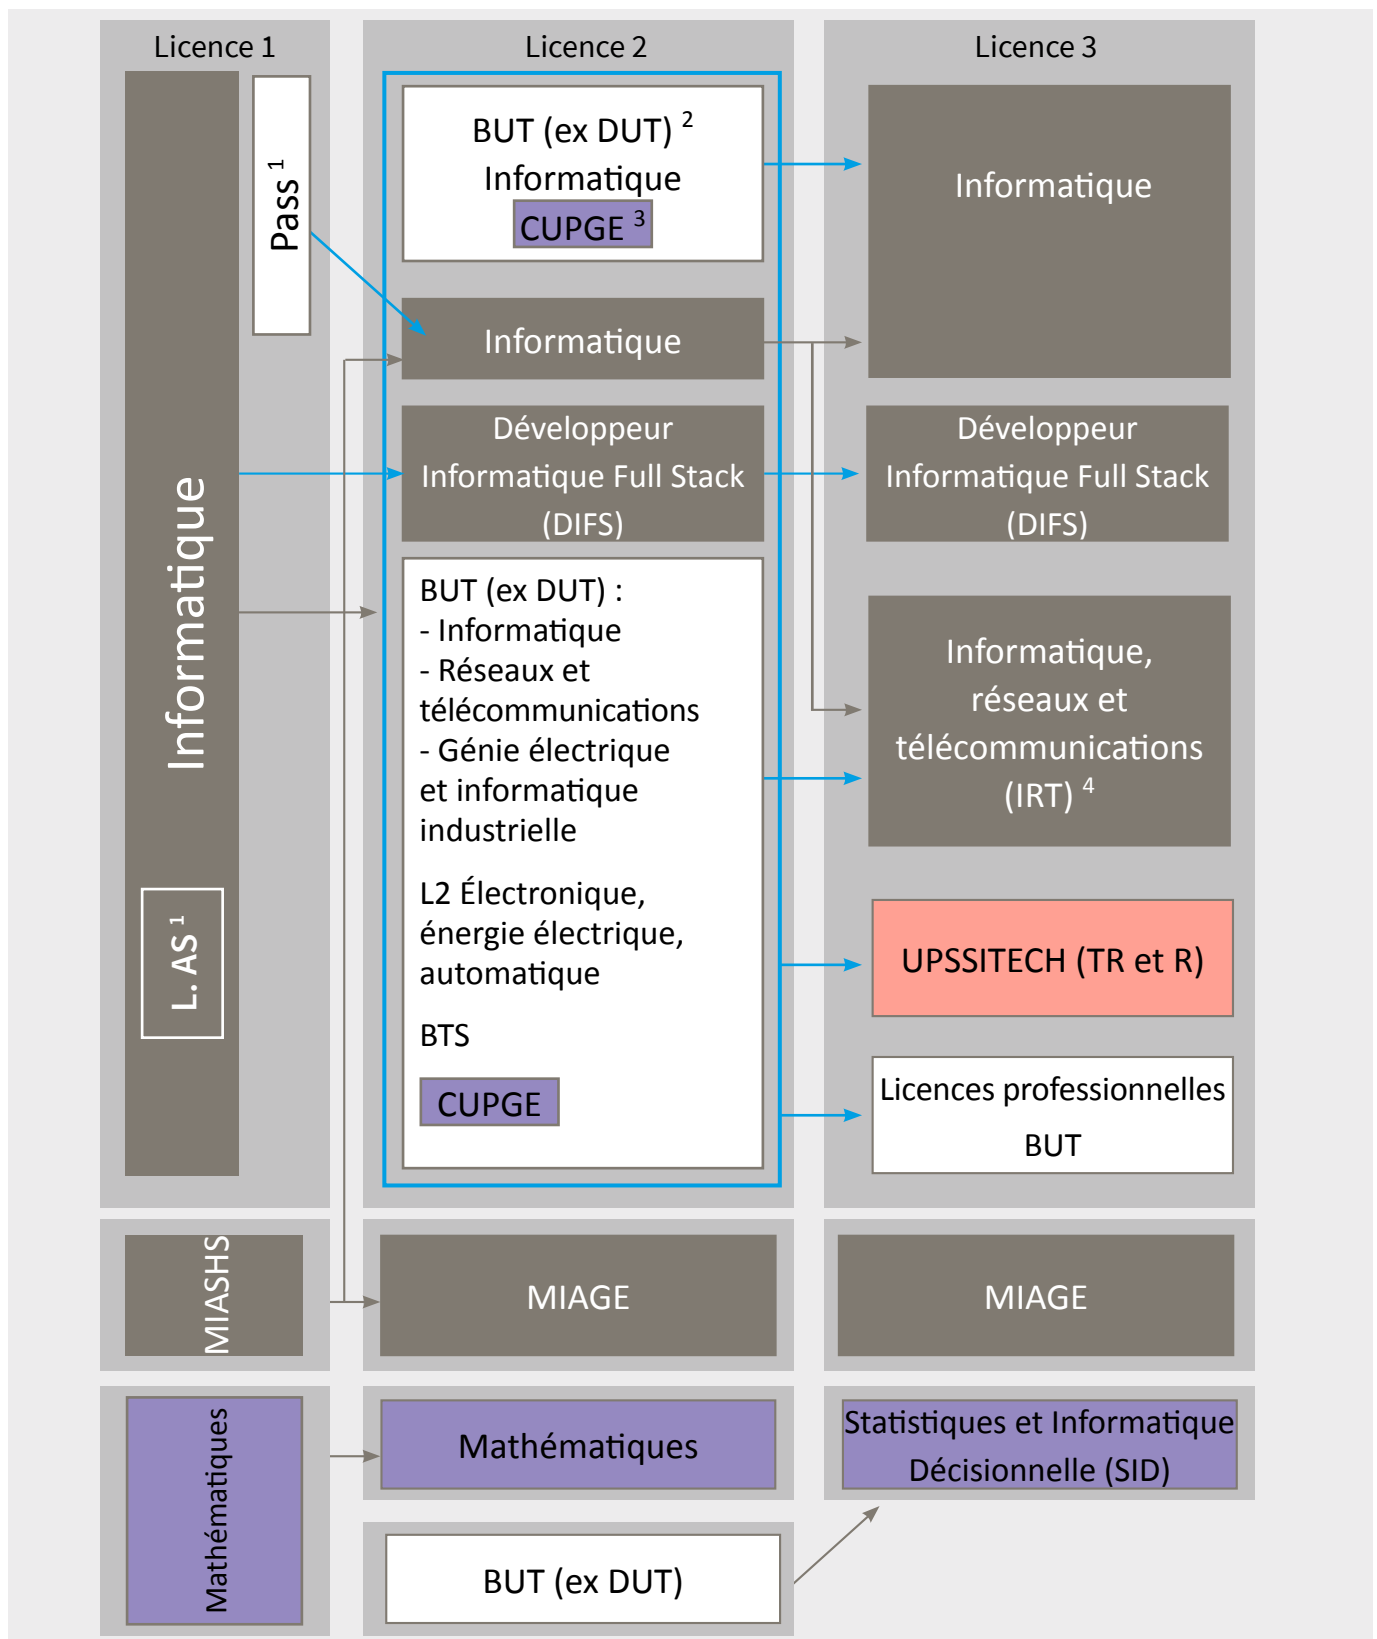 Licence 1
Licence 2
Licence 3
Informatique
L. AS 1
Pass 1
BUT (ex DUT) 2
Informatique
CUPGE 3
Informatique
Développeur
Informatique Full Stack
(DIFS)
BUT (ex DUT) :
- Informatique
- Réseaux et
télécommunications
- Génie électrique
et informatique
industrielle
L2 Électronique,
énergie électrique,
automatique
BTS
CUPGE
Informatique
Développeur
Informatique Full Stack
(DIFS)
Informatique,
réseaux et
télécommunications
(IRT) 4
UPSSITECH (TR et R)
Licences professionnelles
BUT
MIASHS
MIAGE
MIAGE
Mathématiques
Mathématiques
Statistiques et Informatique
Décisionnelle (SID)
BUT (ex DUT)